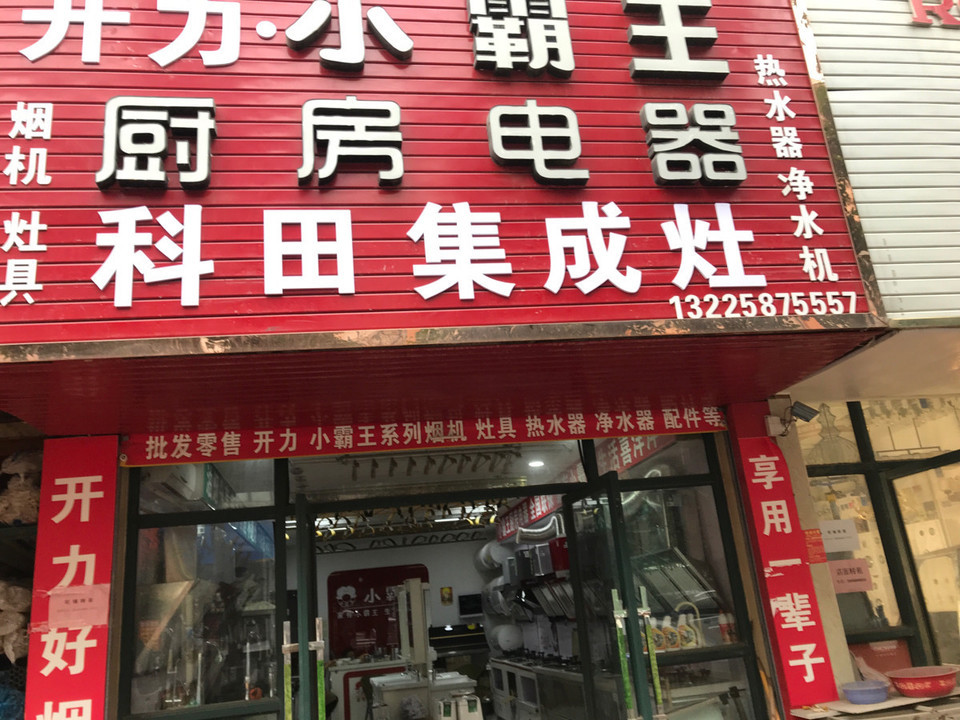 开力·小霸王
厨房电器
科田集成灶
烟机
灶具
热水器净水机
13225875557
批发零售 开力 小霸王系列烟机 灶具 热水器 净水器 配件等
开力好烟
享用一辈子
小霸